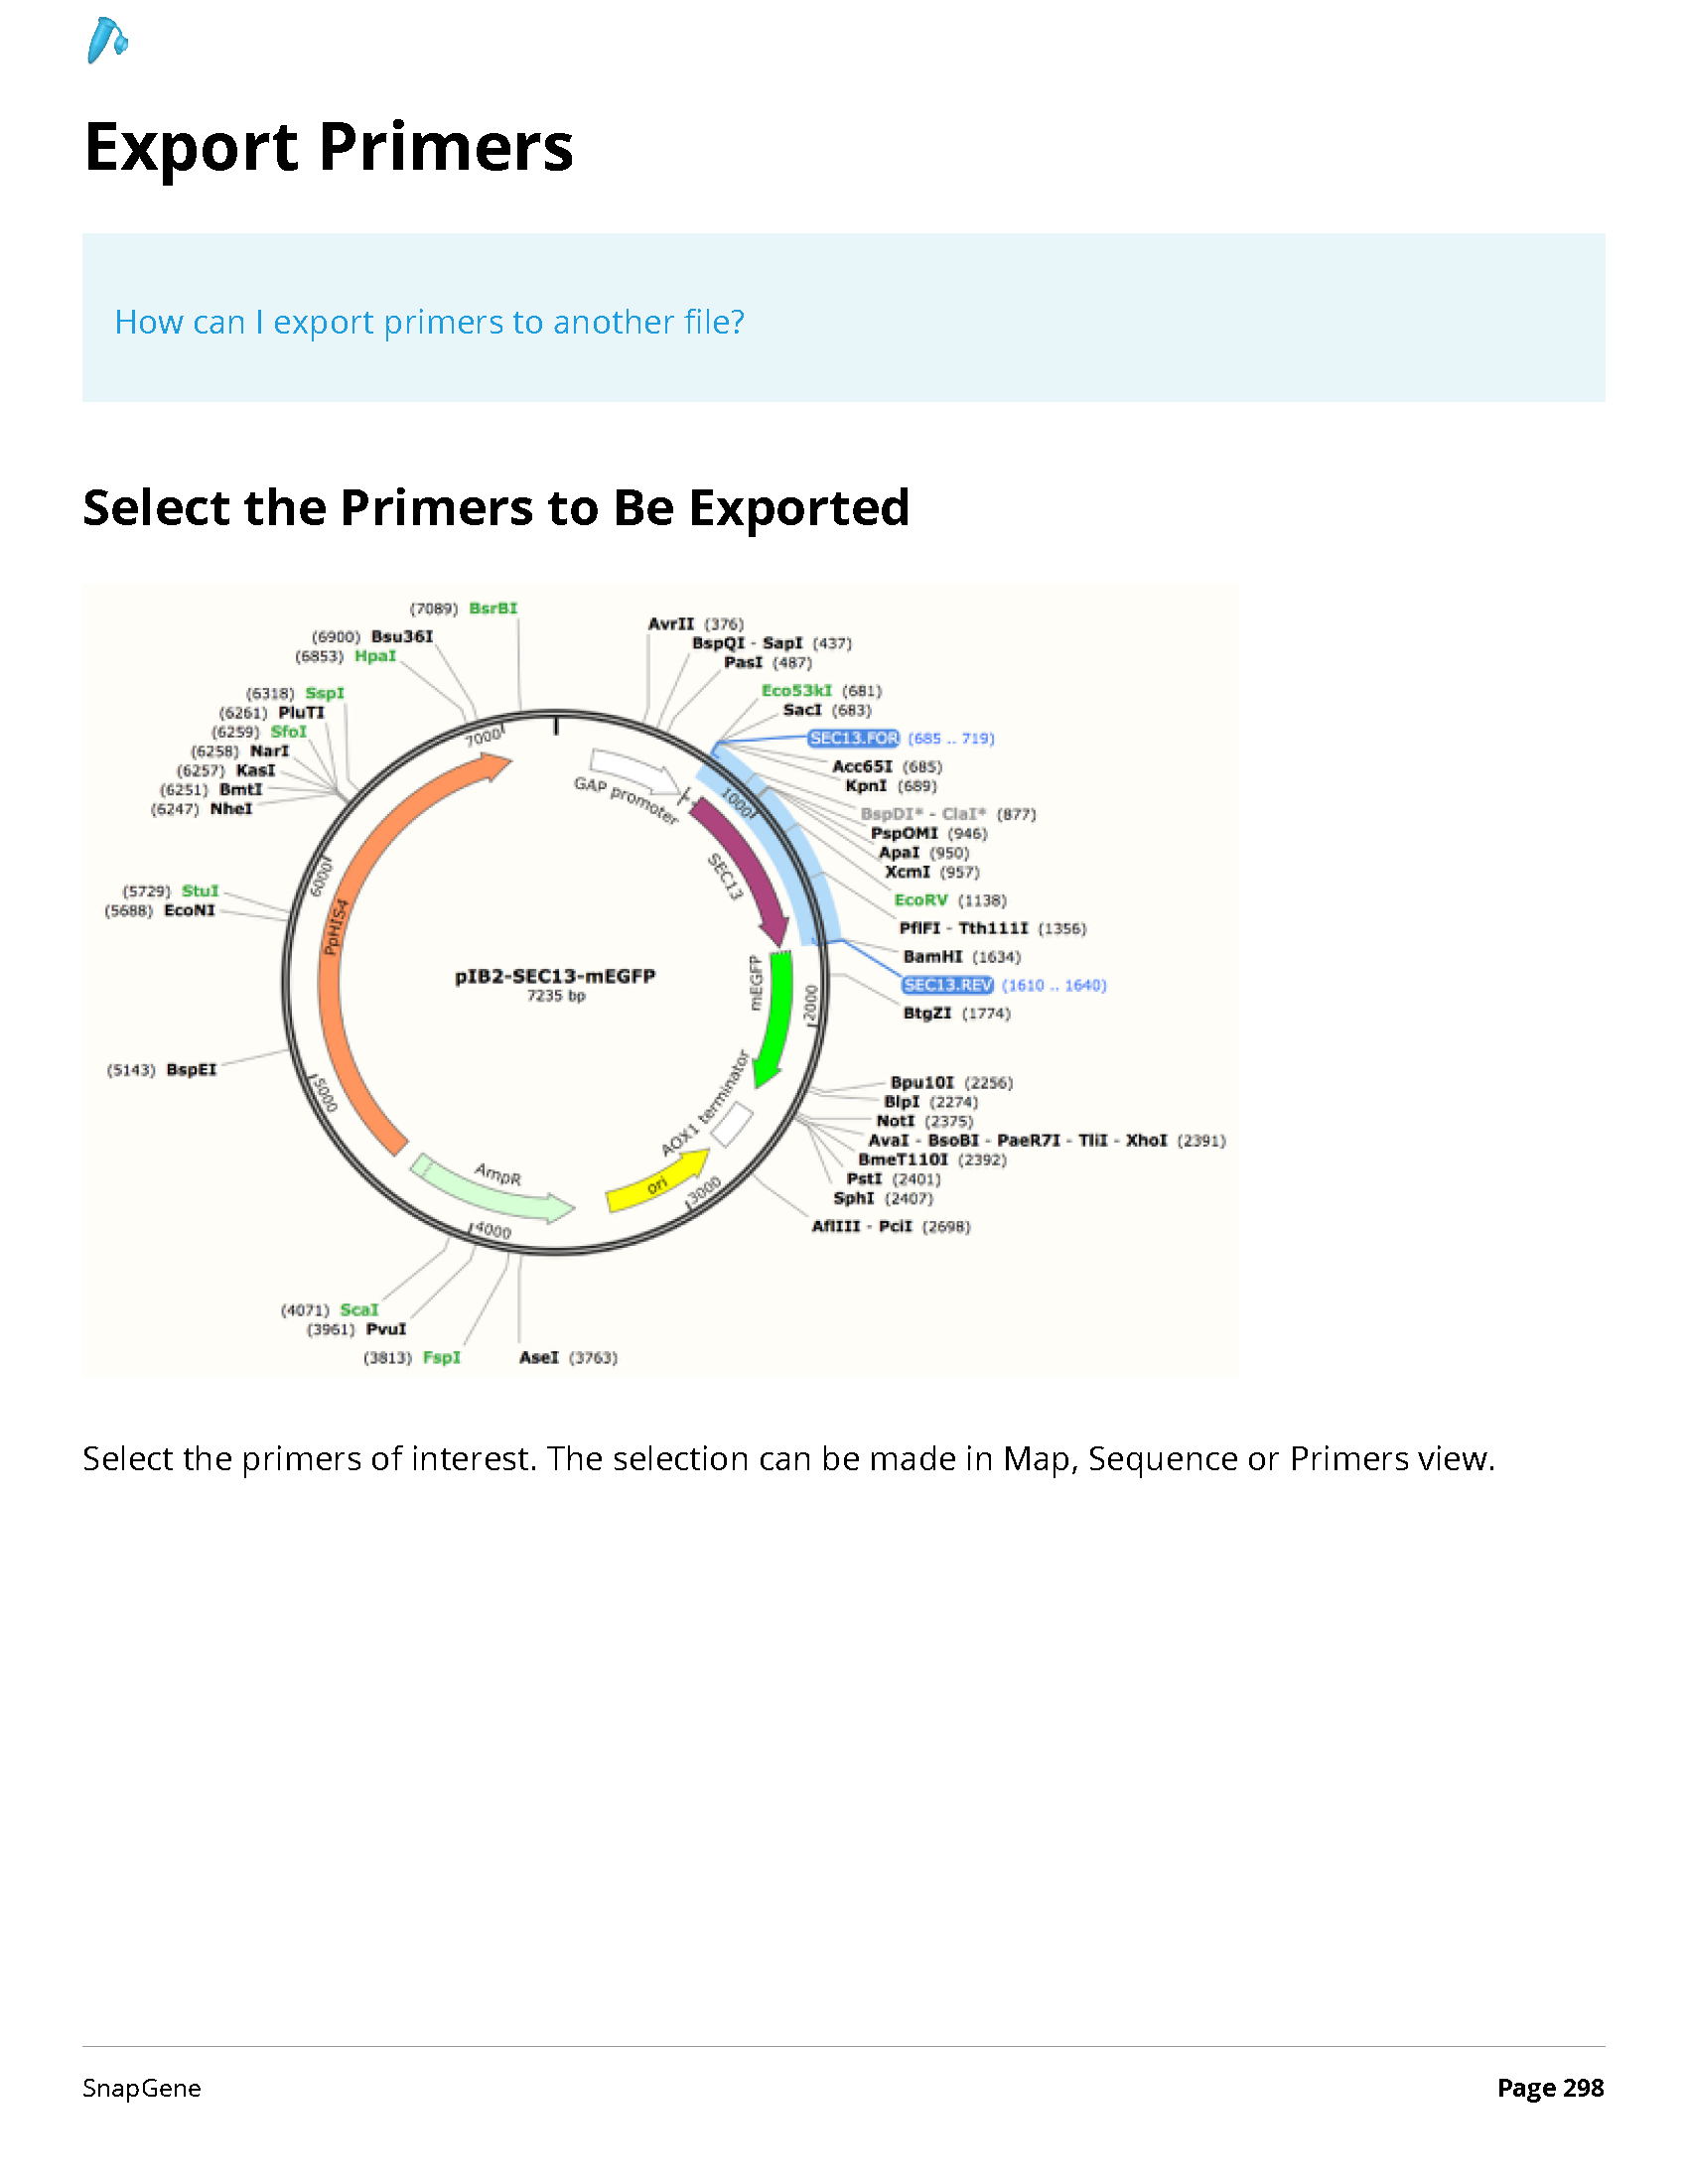 Export Primers
How can I export primers to another file?
Select the Primers to Be Exported
(7089) BsrBI
(6900) Bsu36I
(6853) HpaI
(6318) SspI
(6261) PluTI
(6259) SfoI
(6258) NarI
(6257) KasI
(6251) BmtI
(6247) NheI
(5729) StuI
(5688) EcoNI
(5143) BspEI
(4071) ScaI
(3961) PvuI
(3813) FspI
AseI (3763)
AvrII (376)
BspQI - SapI (437)
PasI (487)
Eco53kI (681)
SacI (683)
SEC13.FOR (685 .. 719)
Acc65I (685)
KpnI (689)
BspDI* - ClaI* (877)
PspOMI (946)
ApaI (950)
XcmI (957)
EcoRV (1138)
PflFI - Tth111I (1356)
BamHI (1634)
SEC13.REV (1610 .. 1640)
BtgZI (1774)
Bpu10I (2256)
BlpI (2274)
NotI (2375)
AvaI - BsoBI - PaeR7I - TliI - XhoI (2391)
BmeT110I (2392)
PstI (2401)
SphI (2407)
AflIII - PciI (2698)
1000
2000
3000
4000
5000
6000
7000
GAP promoter
SEC13
mEGFP
AOX1 terminator
ori
AmpR
PpHIS4
pIB2-SEC13-mEGFP
7235 bp
Select the primers of interest. The selection can be made in Map, Sequence or Primers view.
SnapGene
Page 298